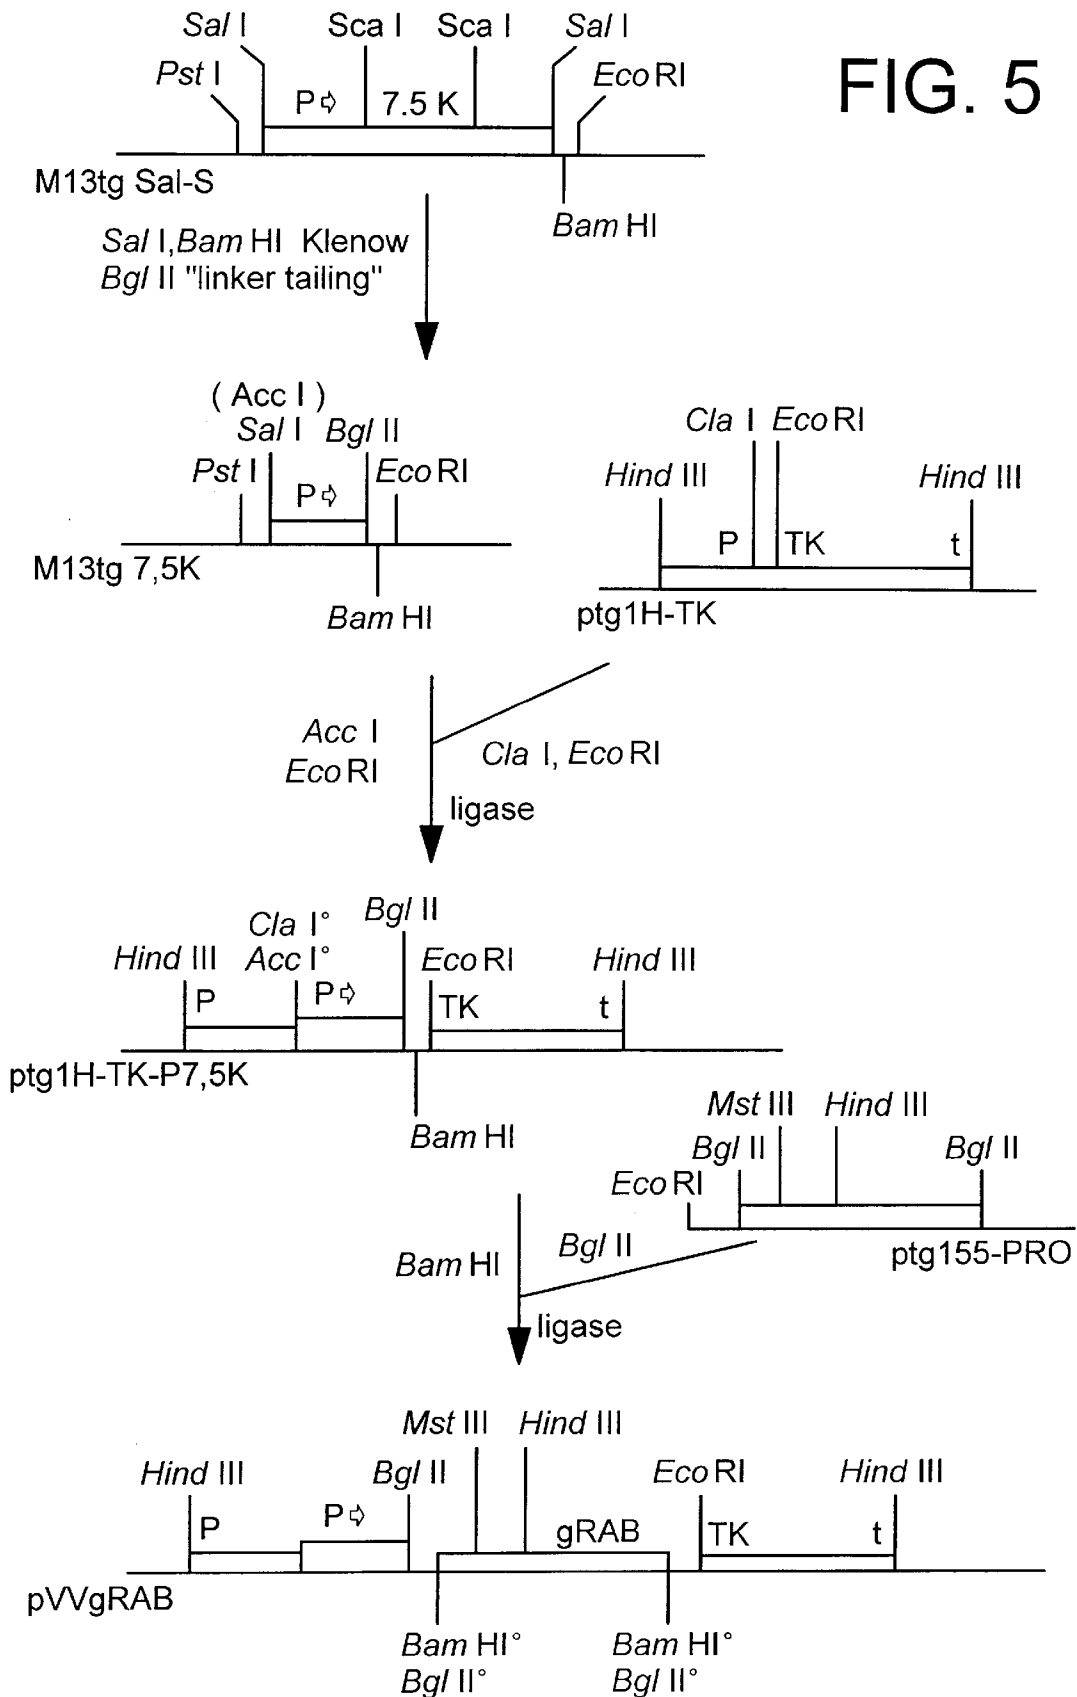 FIG. 5
Sal I
Sca I
Sca I
Sal I
Pst I
Eco RI
P⇨
7.5 K
M13tg Sal-S
Bam HI
Sal I,Bam HI Klenow
Bgl II "linker tailing"
( Acc I )
Sal I
Bgl II
Pst I
Eco RI
P⇨
M13tg 7,5K
Bam HI
Cla I
Eco RI
Hind III
Hind III
P
TK
t
ptg1H-TK
Acc I
Eco RI
Cla I, Eco RI
ligase
Cla I°
Bgl II
Hind III
Acc I°
Eco RI
Hind III
P
P⇨
TK
t
ptg1H-TK-P7,5K
Bam HI
Mst III
Hind III
Bgl II
Bgl II
Eco RI
ptg155-PRO
Bam HI
Bgl II
ligase
Mst III
Hind III
Hind III
Bgl II
Eco RI
Hind III
P
P⇨
gRAB
TK
t
pVVgRAB
Bam HI°
Bam HI°
Bgl II°
Bgl II°